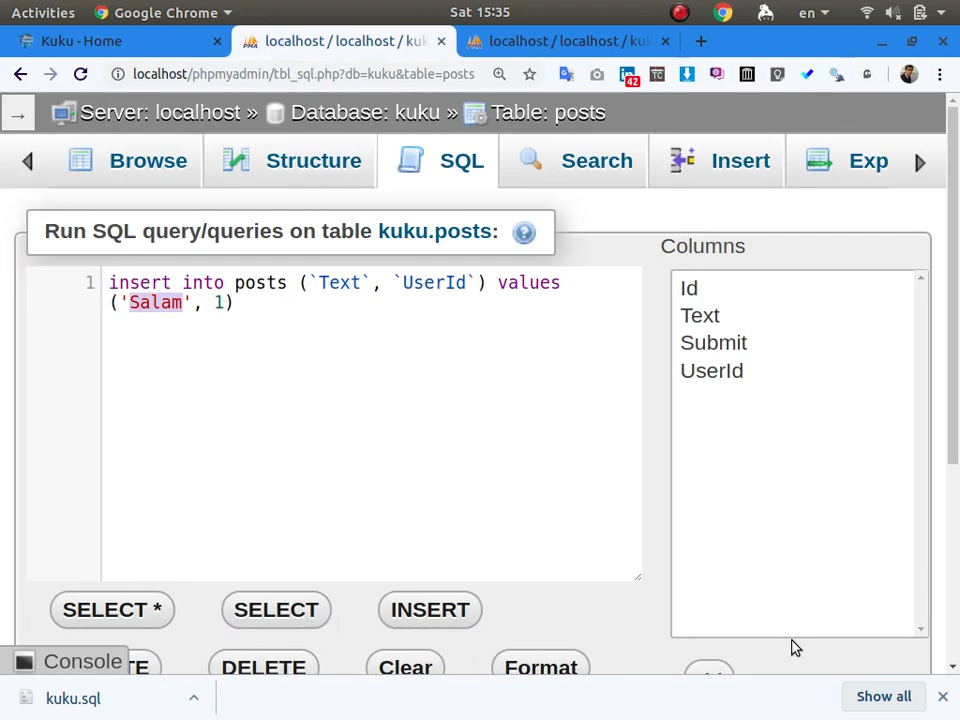 Activities Google Chrome Sat 15:35 en
Kuku - Home localhost / localhost / kuk localhost / localhost / kuk
localhost/phpmyadmin/tbl_sql.php?db=kuku&table=posts 42 TC
Server: localhost » Database: kuku » Table: posts
Browse Structure SQL Search Insert Exp
Run SQL query/queries on table kuku.posts:
Columns
1 insert into posts (`Text`, `UserId`) values
('Salam', 1)
Id
Text
Submit
UserId
SELECT * SELECT INSERT
Console TE DELETE Clear Format
kuku.sql Show all